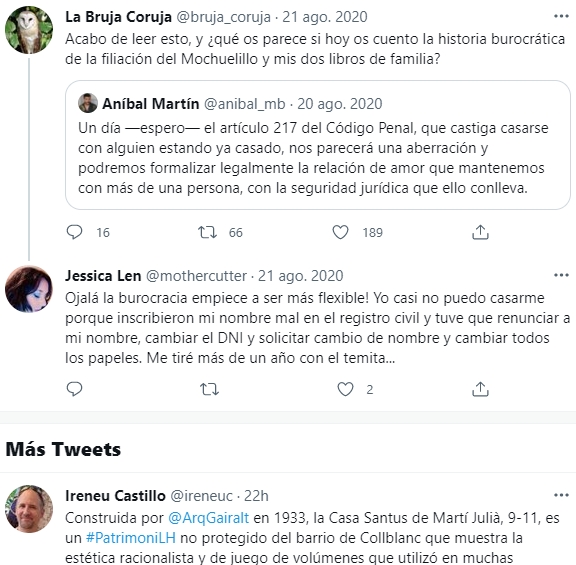 La Bruja Coruja @bruja_coruja · 21 ago. 2020
Acabo de leer esto, y ¿qué os parece si hoy os cuento la historia burocrática
de la filiación del Mochuelillo y mis dos libros de familia?
Aníbal Martín @anibal_mb · 20 ago. 2020
Un día —espero— el artículo 217 del Código Penal, que castiga casarse
con alguien estando ya casado, nos parecerá una aberración y
podremos formalizar legalmente la relación de amor que mantenemos
con más de una persona, con la seguridad jurídica que ello conlleva.
16 66 189
Jessica Len @mothercutter · 21 ago. 2020
Ojalá la burocracia empiece a ser más flexible! Yo casi no puedo casarme
porque inscribieron mi nombre mal en el registro civil y tuve que renunciar a
mi nombre, cambiar el DNI y solicitar cambio de nombre y cambiar todos
los papeles. Me tiré más de un año con el temita...
2
Más Tweets
Ireneu Castillo @ireneuc · 22h
Construida por @ArqGairalt en 1933, la Casa Santus de Martí Julià, 9-11, es
un #PatrimoniLH no protegido del barrio de Collblanc que muestra la
estética racionalista y de juego de volúmenes que utilizó en muchas